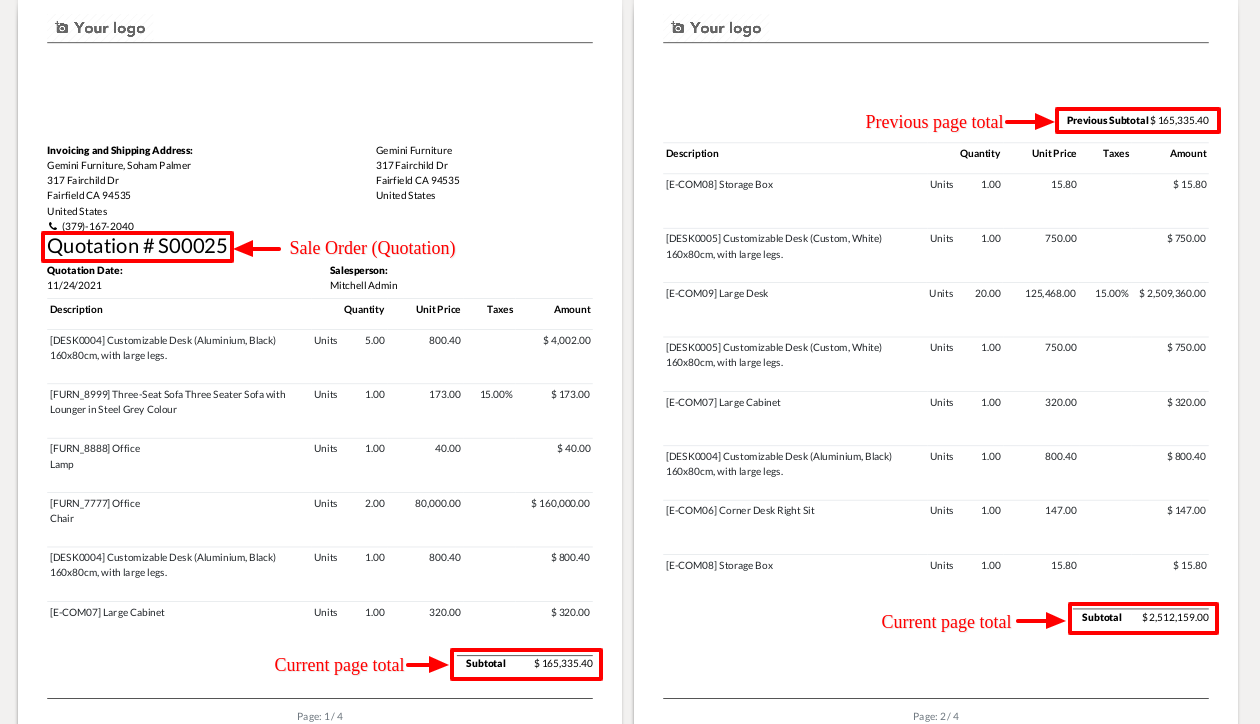 Your logo
Invoicing and Shipping Address:
Gemini Furniture, Soham Palmer
317 Fairchild Dr
Fairfield CA 94535
United States
(379)-167-2040
Gemini Furniture
317 Fairchild Dr
Fairfield CA 94535
United States
Quotation # S00025
Sale Order (Quotation)
Quotation Date:
11/24/2021
Salesperson:
Mitchell Admin
Description Quantity Unit Price Taxes Amount
[DESK0004] Customizable Desk (Aluminium, Black) Units 5.00 800.40 $ 4,002.00
160x80cm, with large legs.
[FURN_8999] Three-Seat Sofa Three Seater Sofa with Units 1.00 173.00 15.00% $ 173.00
Lounger in Steel Grey Colour
[FURN_8888] Office Units 1.00 40.00 $ 40.00
Lamp
[FURN_7777] Office Units 2.00 80,000.00 $ 160,000.00
Chair
[DESK0004] Customizable Desk (Aluminium, Black) Units 1.00 800.40 $ 800.40
160x80cm, with large legs.
[E-COM07] Large Cabinet Units 1.00 320.00 $ 320.00
Current page total
Subtotal $ 165,335.40
Page: 1 / 4
Your logo
Previous page total
Previous Subtotal $ 165,335.40
Description Quantity Unit Price Taxes Amount
[E-COM08] Storage Box Units 1.00 15.80 $ 15.80
[DESK0005] Customizable Desk (Custom, White) Units 1.00 750.00 $ 750.00
160x80cm, with large legs.
[E-COM09] Large Desk Units 20.00 125,468.00 15.00% $ 2,509,360.00
[DESK0005] Customizable Desk (Custom, White) Units 1.00 750.00 $ 750.00
160x80cm, with large legs.
[E-COM07] Large Cabinet Units 1.00 320.00 $ 320.00
[DESK0004] Customizable Desk (Aluminium, Black) Units 1.00 800.40 $ 800.40
160x80cm, with large legs.
[E-COM06] Corner Desk Right Sit Units 1.00 147.00 $ 147.00
[E-COM08] Storage Box Units 1.00 15.80 $ 15.80
Current page total
Subtotal $ 2,512,159.00
Page: 2 / 4